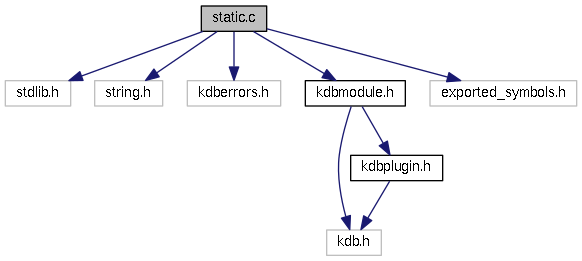 static.c
stdlib.h
string.h
kdberrors.h
kdbmodule.h
exported_symbols.h
kdbplugin.h
kdb.h